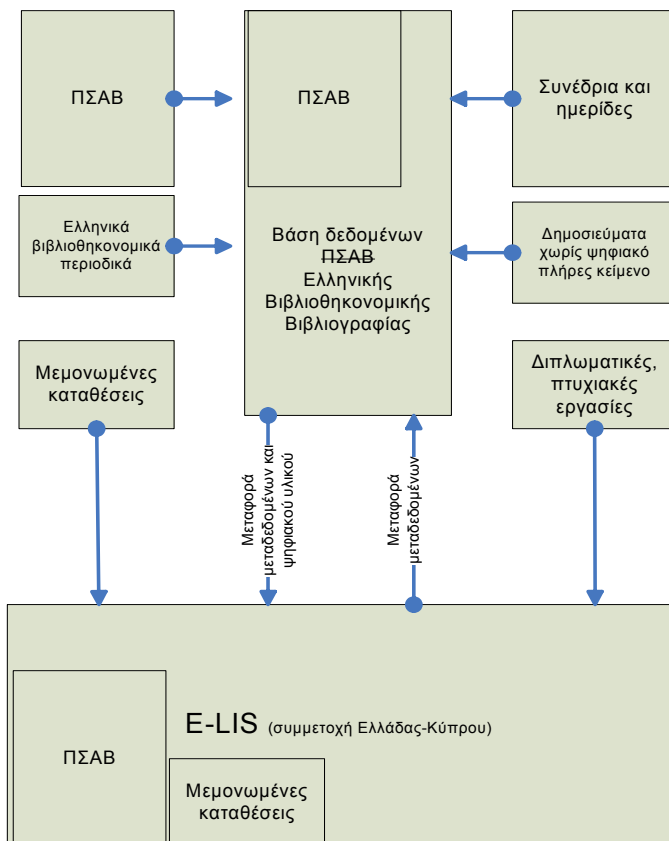 ΠΣΑΒ
ΠΣΑΒ
Συνέδρια και
ημερίδες
Ελληνικά
βιβλιοθηκονομικά
περιοδικά
Βάση δεδομένων
ΠΣΑΒ
Ελληνικής
Βιβλιοθηκονομικής
Βιβλιογραφίας
Δημοσιεύματα
χωρίς ψηφιακό
πλήρες κείμενο
Μεμονωμένες
καταθέσεις
Διπλωματικές,
πτυχιακές
εργασίες
Μεταφορά
μεταδεδομένων και
ψηφιακού υλικού
Μεταφορά
μεταδεδομένων
E-LIS (συμμετοχή Ελλάδας-Κύπρου)
ΠΣΑΒ
Μεμονωμένες
καταθέσεις